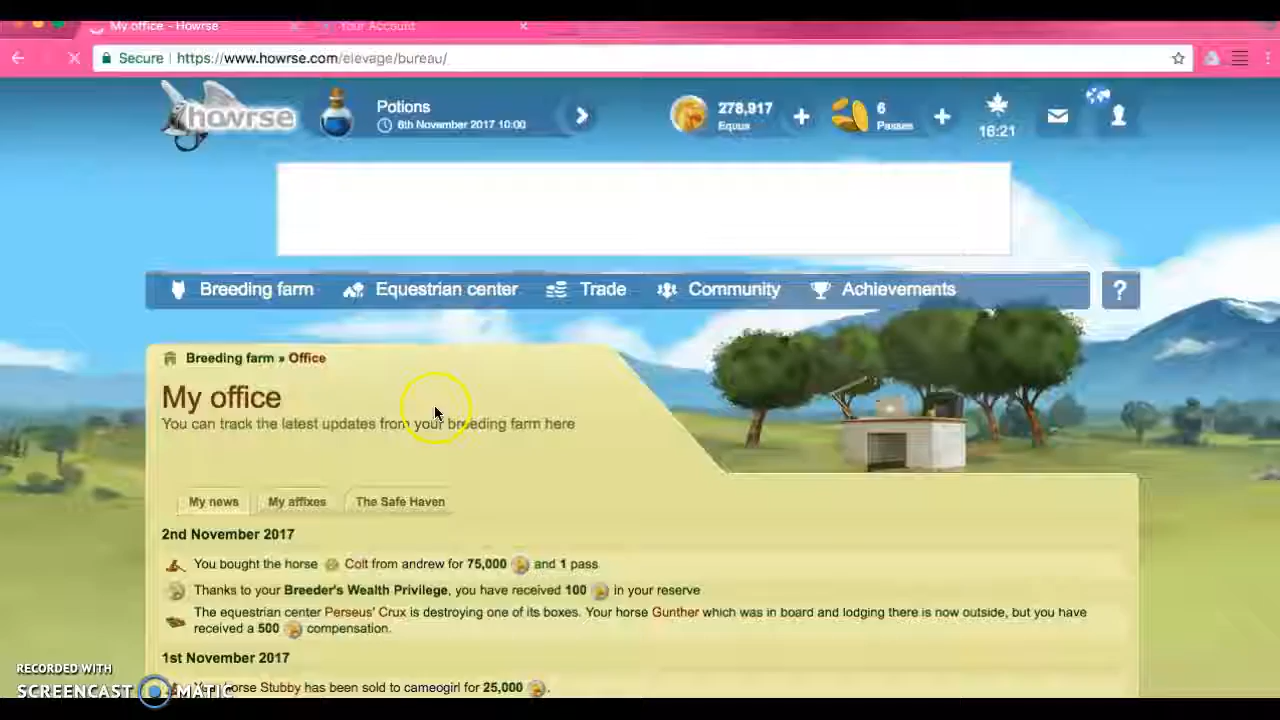 My office - Howrse
Your Account
Secure https://www.howrse.com/elevage/bureau/
howrse
Potions
6th November 2017 10:00
278,917
Equus
6
Passes
16:21
Breeding farm Equestrian center Trade Community Achievements ?
Breeding farm » Office
My office
You can track the latest updates from your breeding farm here
My news My affixes The Safe Haven
2nd November 2017
You bought the horse Colt from andrew for 75,000 and 1 pass
Thanks to your Breeder's Wealth Privilege, you have received 100 in your reserve
The equestrian center Perseus' Crux is destroying one of its boxes. Your horse Gunther which was in board and lodging there is now outside, but you have
received a 500 compensation.
1st November 2017
horse Stubby has been sold to cameogirl for 25,000 .
RECORDED WITH
SCREENCAST MATIC